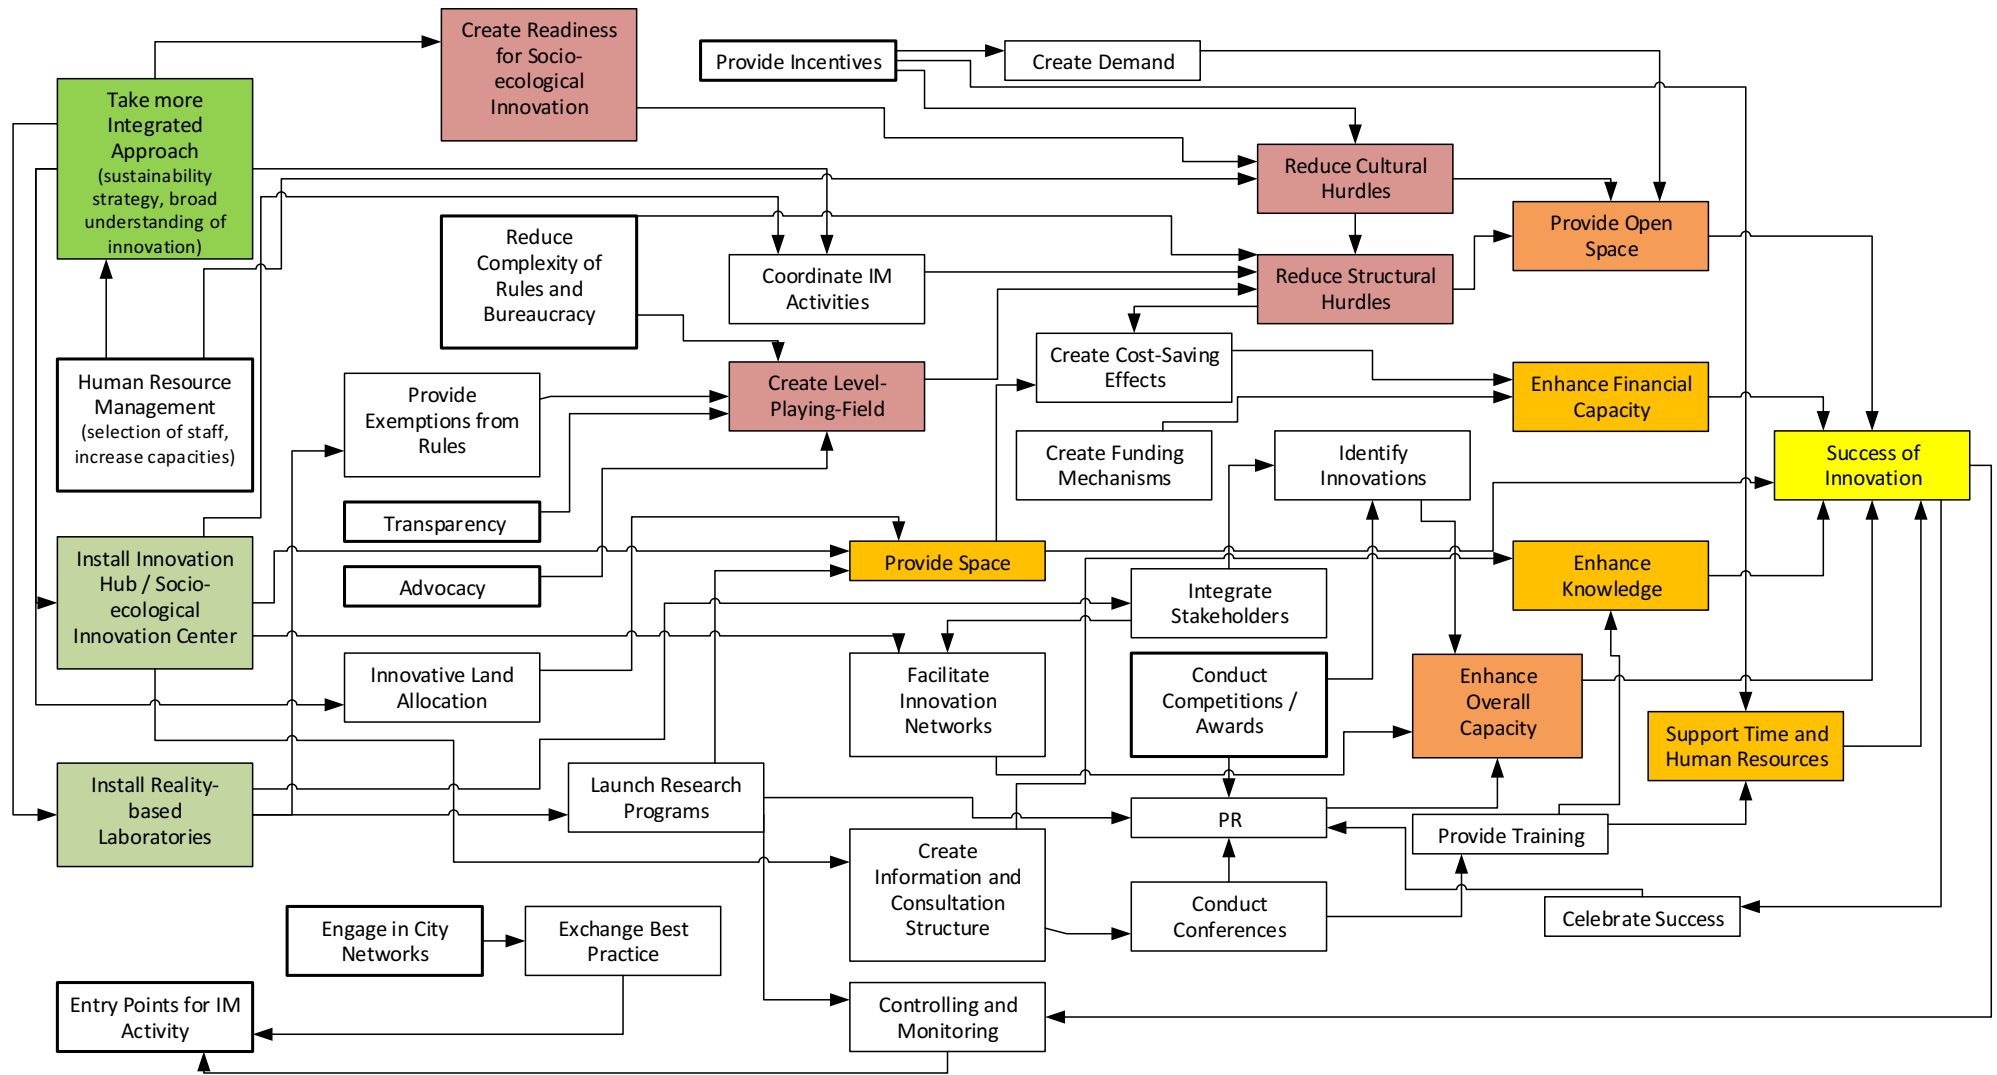 Create Readiness
for Socio-
ecological
Innovation
Provide Incentives
Create Demand
Take more
Integrated
Approach
(sustainability
strategy, broad
understanding of
innovation)
Reduce Cultural
Hurdles
Provide Open
Space
Reduce
Complexity of
Rules and
Bureaucracy
Coordinate IM
Activities
Reduce Structural
Hurdles
Create Cost-Saving
Effects
Human Resource
Management
(selection of staff,
increase capacities)
Provide
Exemptions from
Rules
Create Level-
Playing-Field
Enhance Financial
Capacity
Create Funding
Mechanisms
Identify
Innovations
Success of
Innovation
Transparency
Install Innovation
Hub / Socio-
ecological
Innovation Center
Advocacy
Provide Space
Enhance
Knowledge
Integrate
Stakeholders
Innovative Land
Allocation
Facilitate
Innovation
Networks
Conduct
Competitions /
Awards
Enhance
Overall
Capacity
Support Time and
Human Resources
Install Reality-
based
Laboratories
Launch Research
Programs
PR
Provide Training
Create
Information and
Consultation
Structure
Conduct
Conferences
Celebrate Success
Engage in City
Networks
Exchange Best
Practice
Entry Points for IM
Activity
Controlling and
Monitoring